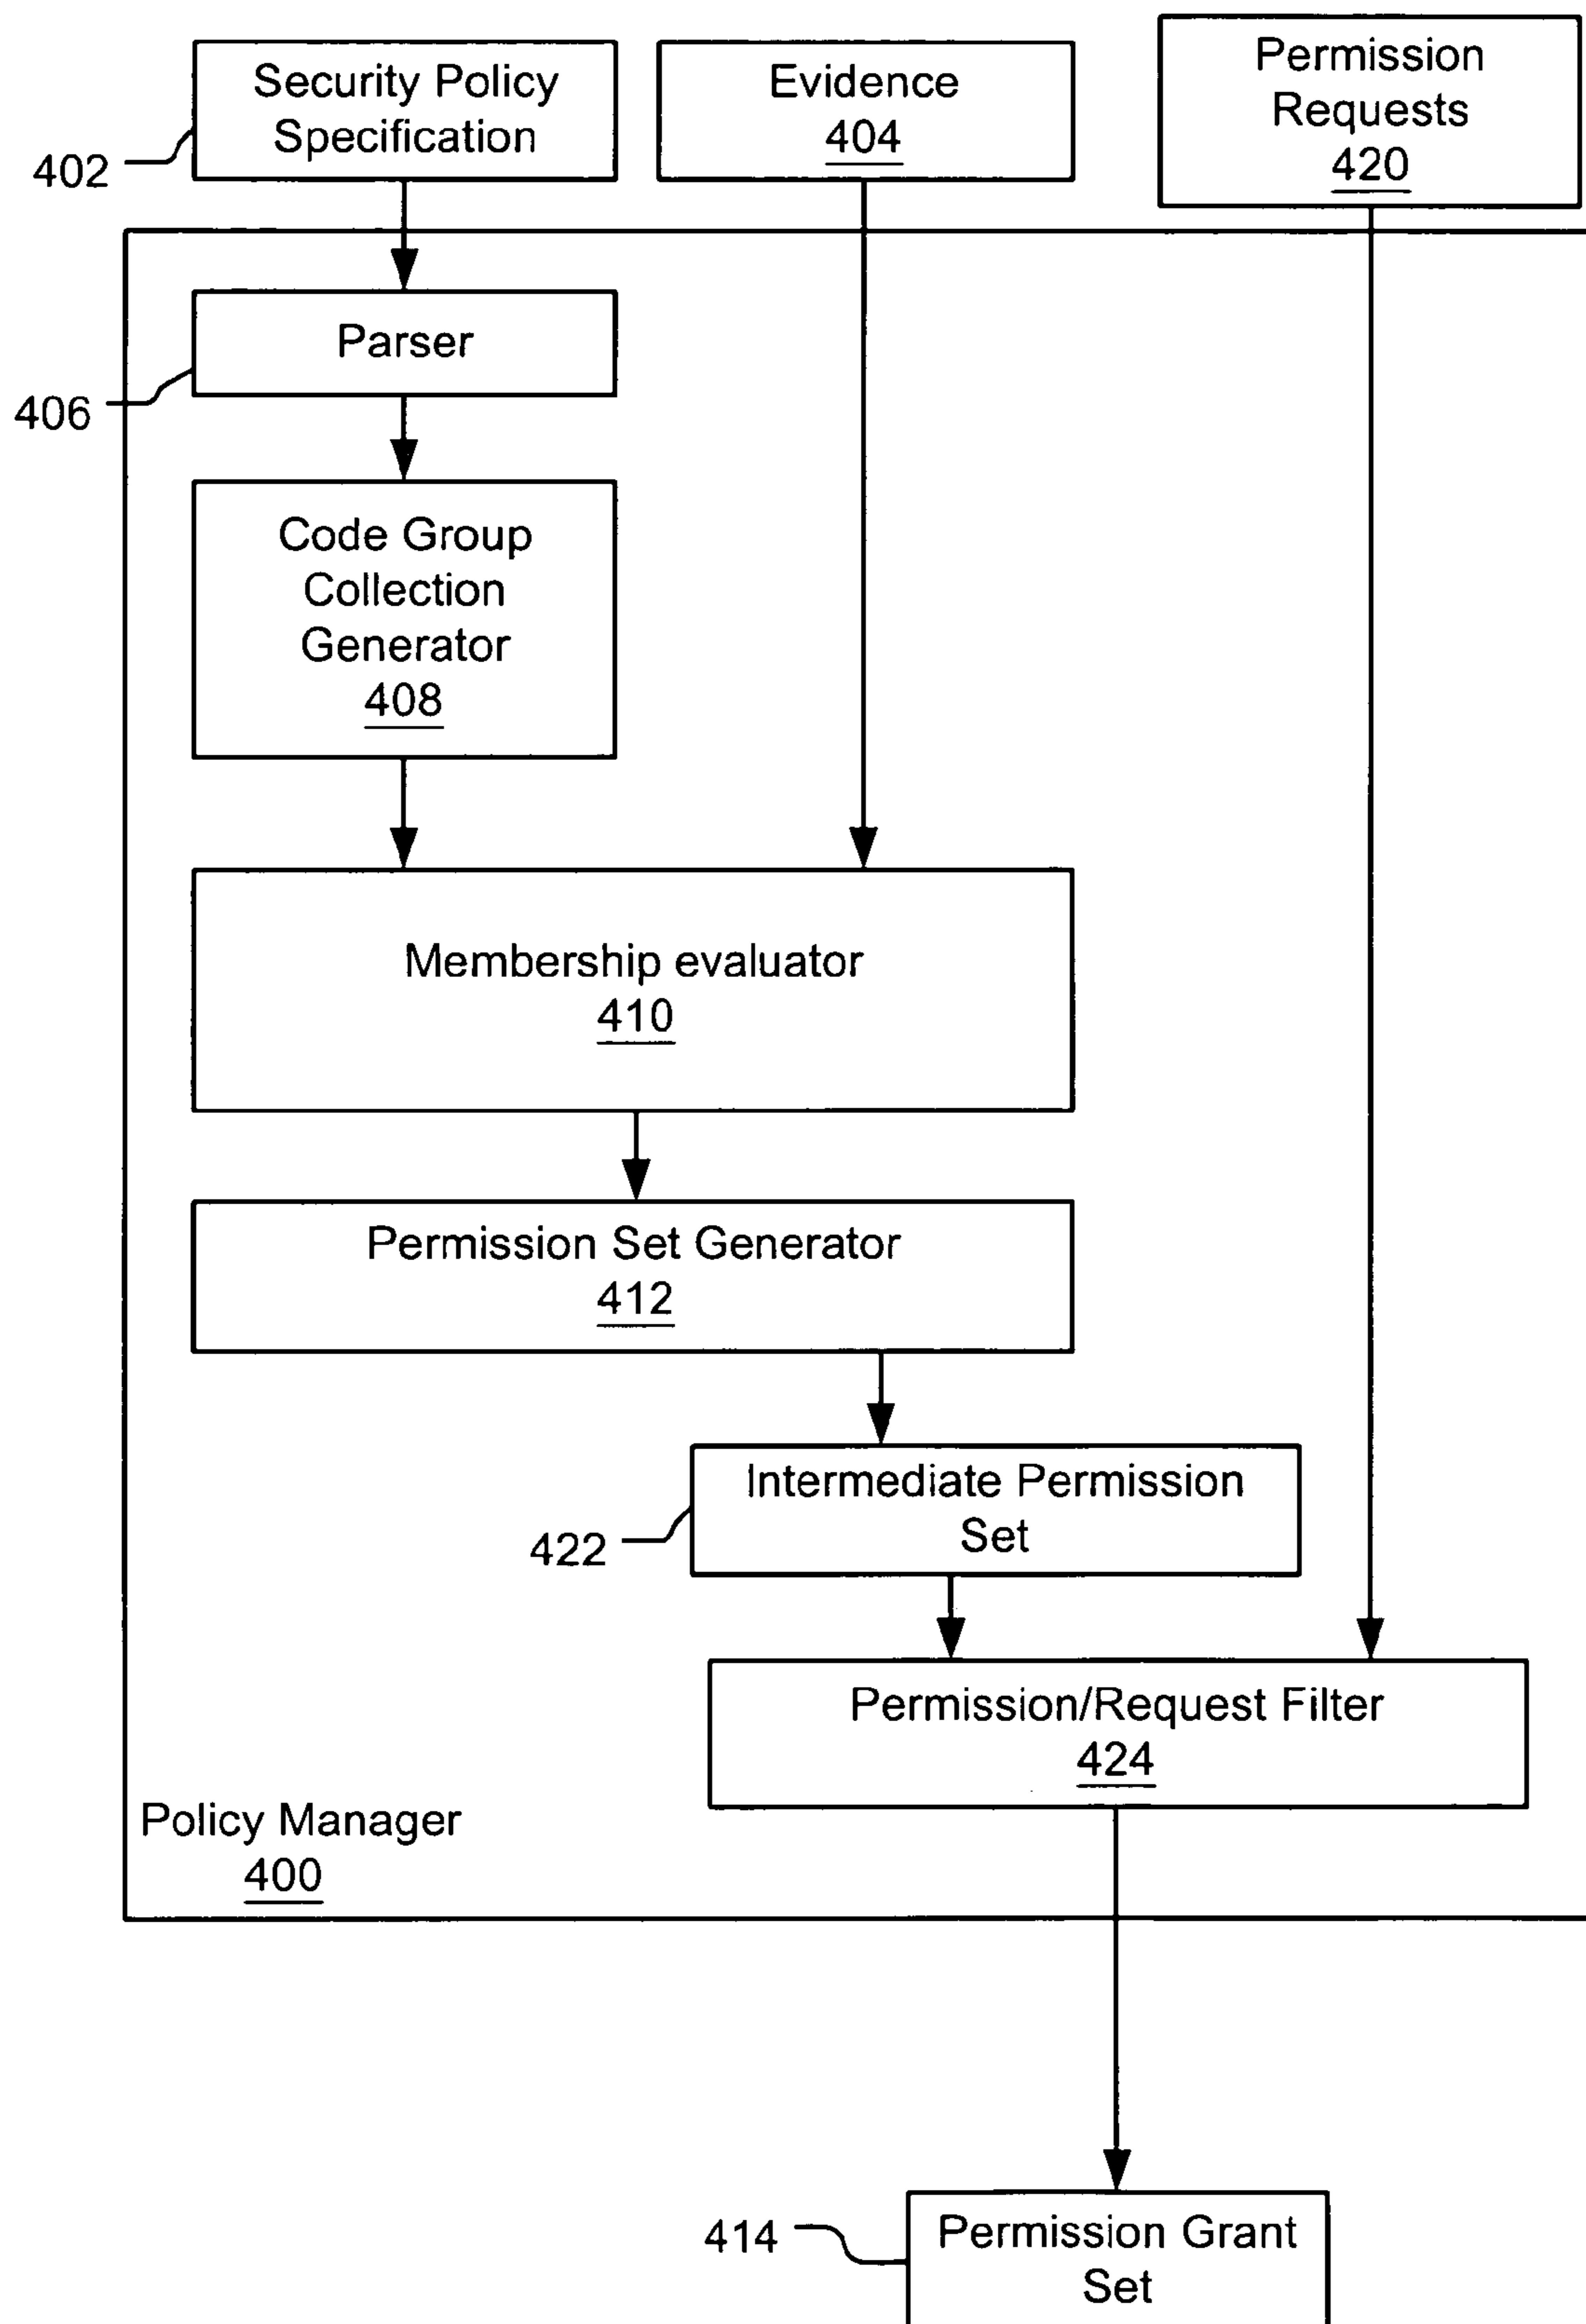 Security Policy
Specification
402
Evidence
404
Permission
Requests
420
Parser
406
Code Group
Collection
Generator
408
Membership evaluator
410
Permission Set Generator
412
Intermediate Permission
Set
422
Permission/Request Filter
424
Policy Manager
400
414
Permission Grant
Set